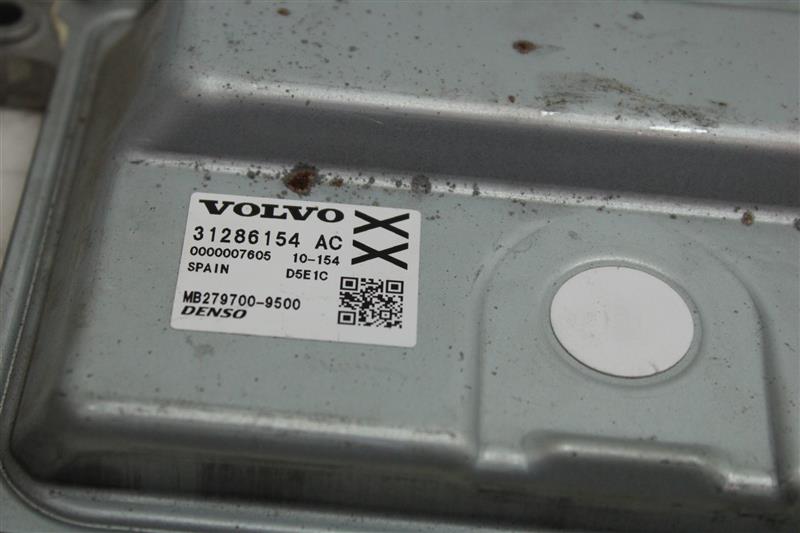 VOLVO
31286154 AC
0000007605 10-154
SPAIN D5E1C
MB279700-9500
DENSO